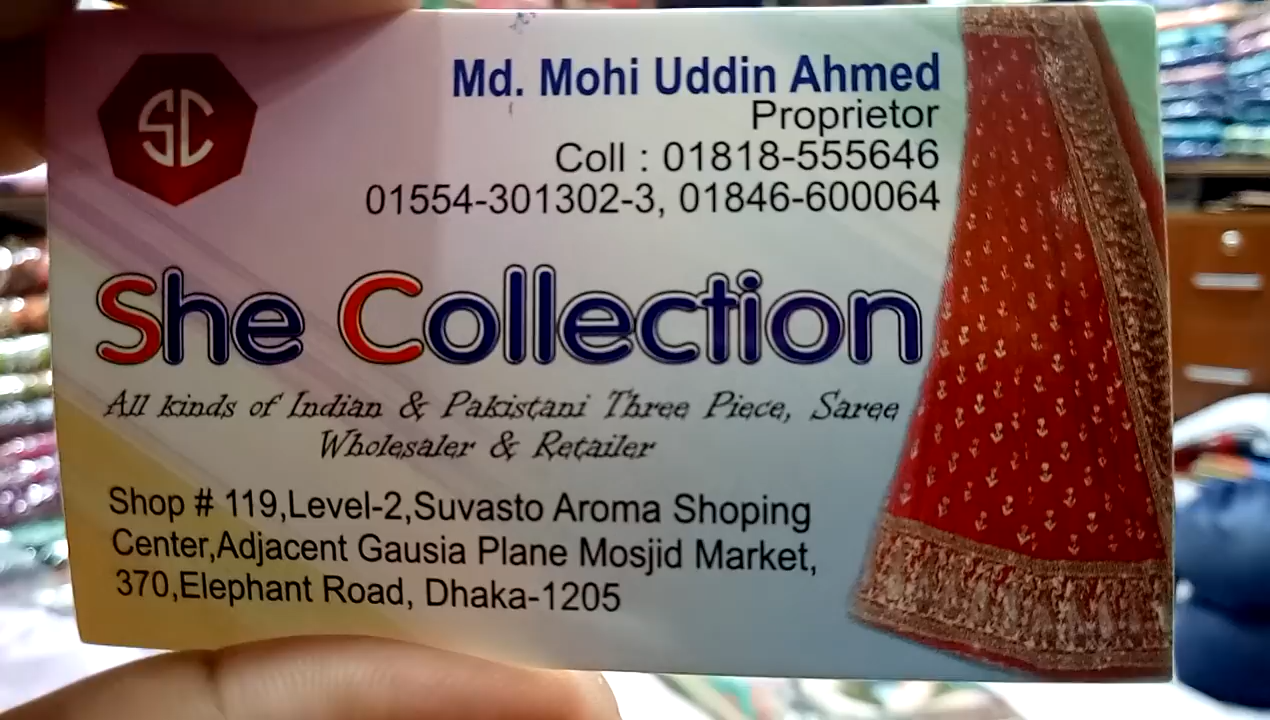 SC
Md. Mohi Uddin Ahmed
Proprietor
Coll : 01818-555646
01554-301302-3, 01846-600064
She Collection
All kinds of Indian & Pakistani Three Piece, Saree
Wholesaler & Retailer
Shop # 119,Level-2,Suvasto Aroma Shoping
Center,Adjacent Gausia Plane Mosjid Market,
370,Elephant Road, Dhaka-1205